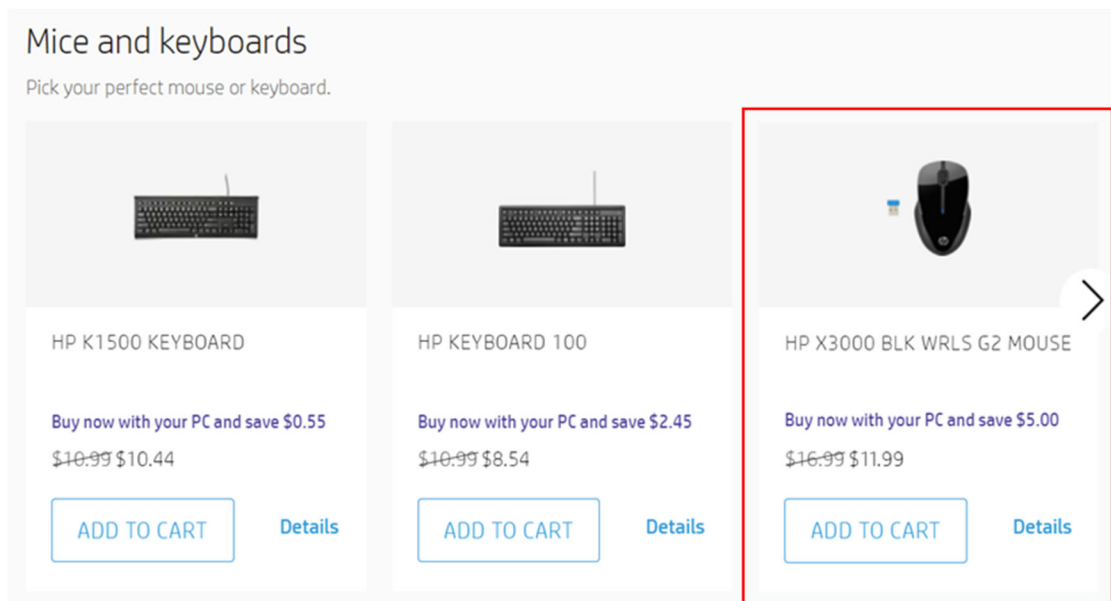 Mice and keyboards
Pick your perfect mouse or keyboard.
HP K1500 KEYBOARD
Buy now with your PC and save $0.55
$10.99 $10.44
ADD TO CART Details
HP KEYBOARD 100
Buy now with your PC and save $2.45
$10.99 $8.54
ADD TO CART Details
HP X3000 BLK WRLS G2 MOUSE
Buy now with your PC and save $5.00
$16.99 $11.99
ADD TO CART Details